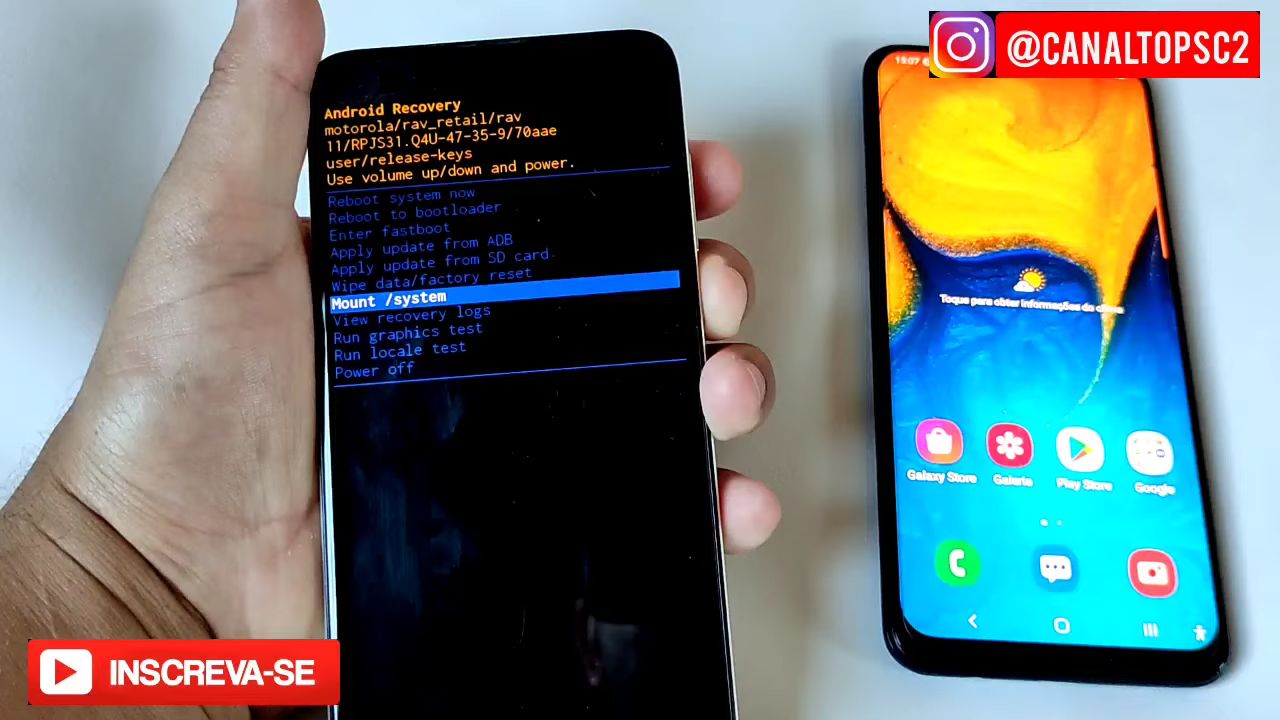 @CANALTOPSC2
Android Recovery
motorola/rav_retail/rav
11/RPJS31.Q4U-47-35-9/70aae
user/release-keys
Use volume up/down and power.
Reboot system now
Reboot to bootloader
Enter fastboot
Apply update from ADB
Apply update from SD card.
Wipe data/factory reset
Mount /system
View recovery logs
Run graphics test
Run locale test
Power off
Toque para obter informações do clima
Galaxy Store
Galeria
Play Store
Google
INSCREVA-SE